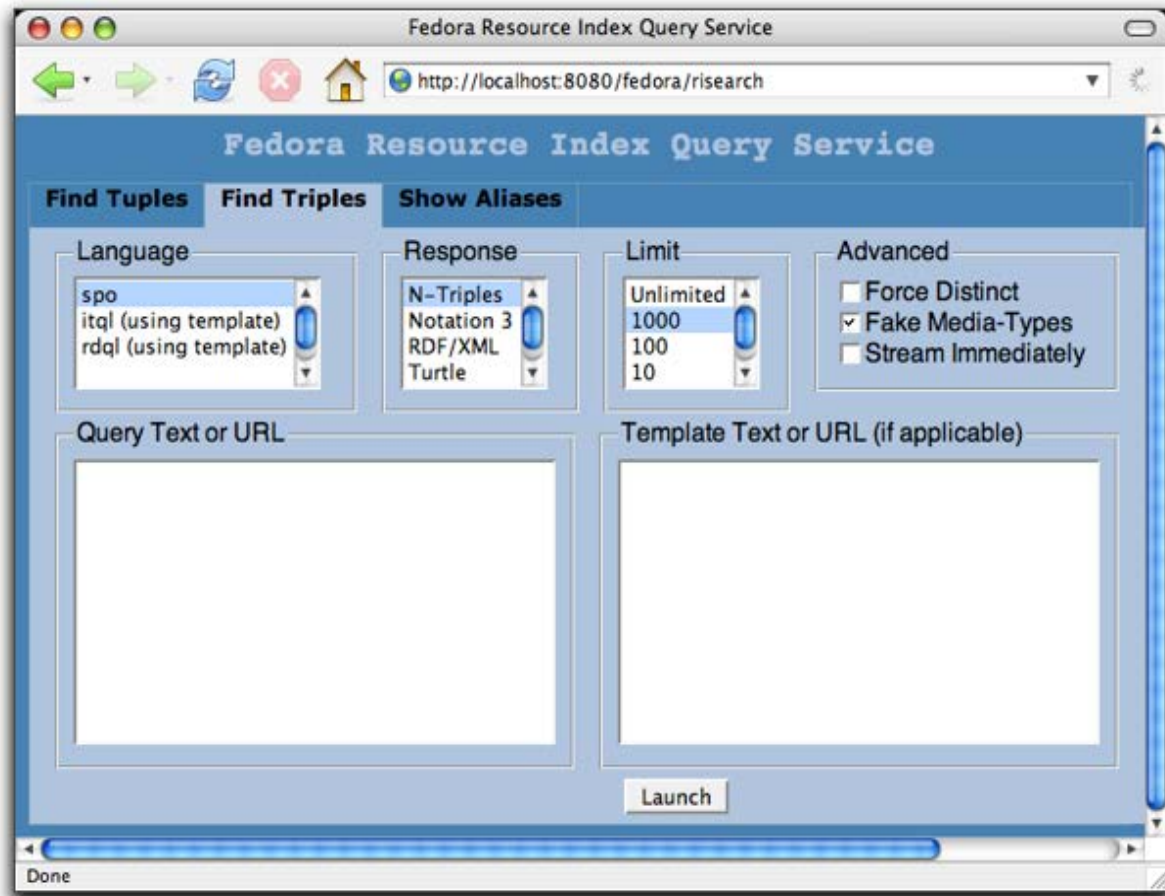 Fedora Resource Index Query Service
http://localhost:8080/fedora/risearch
Fedora Resource Index Query Service
Find Tuples Find Triples Show Aliases
Language
spo
itql (using template)
rdql (using template)
Response
N-Triples
Notation 3
RDF/XML
Turtle
Limit
Unlimited
1000
100
10
Advanced
Force Distinct
Fake Media-Types
Stream Immediately
Query Text or URL
Template Text or URL (if applicable)
Launch
Done